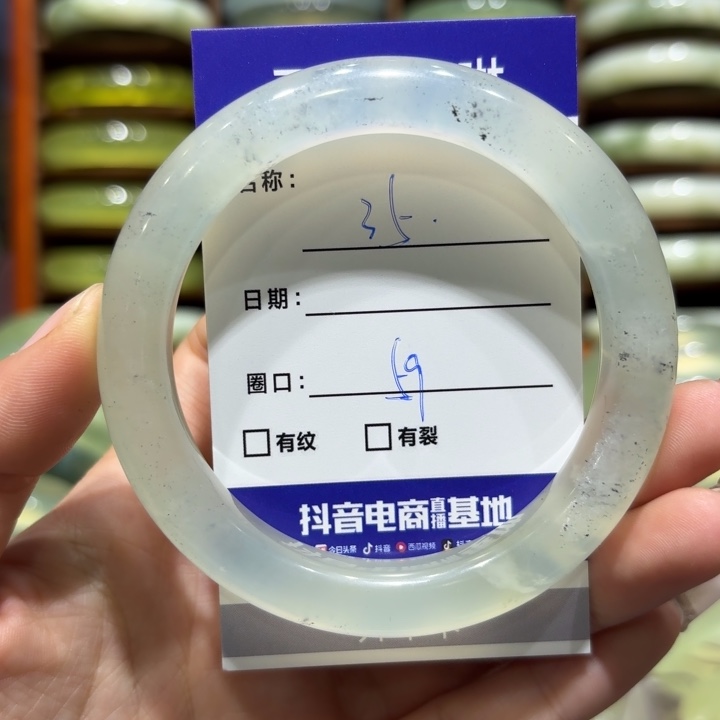 名称:
35.
日期:
圈口: 59
有纹 有裂
抖音电商直播基地
今日头条 抖音 西瓜视频